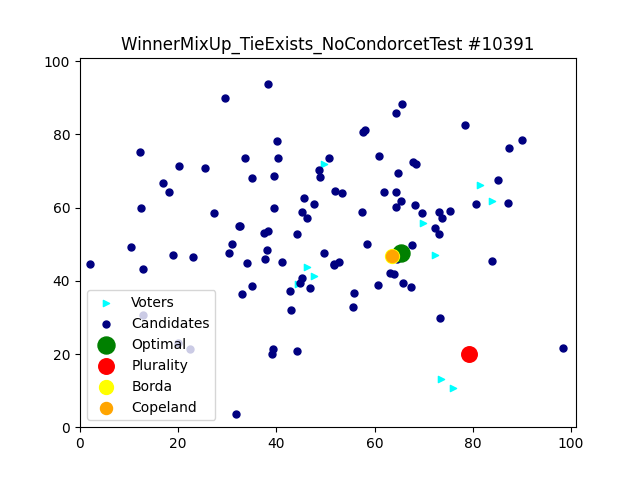 WinnerMixUp_TieExists_NoCondorcetTest #10391
100
80
60
40
20
0
Voters
Candidates
Optimal
Plurality
Borda
Copeland
0 20 40 60 80 100